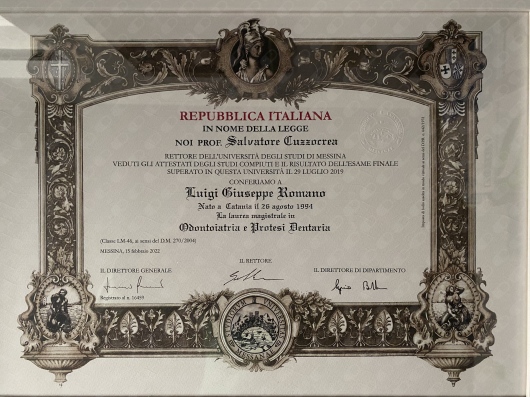 REPUBBLICA ITALIANA
IN NOME DELLA LEGGE
NOI PROF. Salvatore Cuzzocrea
RETTORE DELL'UNIVERSITÀ DEGLI STUDI DI MESSINA
VEDUTI GLI ATTESTATI DEGLI STUDI COMPIUTI E IL RISULTATO DELL'ESAME FINALE
SUPERATO IN QUESTA UNIVERSITÀ IL 29 LUGLIO 2019
CONFERIAMO A
Luigi Giuseppe Romano
Nato a Catania il 26 agosto 1994
La laurea magistrale in
Odontoiatria e Protesi Dentaria
(Classe LM-46, ai sensi del D.M. 270/2004)
MESSINA, 15 febbraio 2022
IL RETTORE
IL DIRETTORE GENERALE
IL DIRETTORE DI DIPARTIMENTO
Registrato al n. 16489